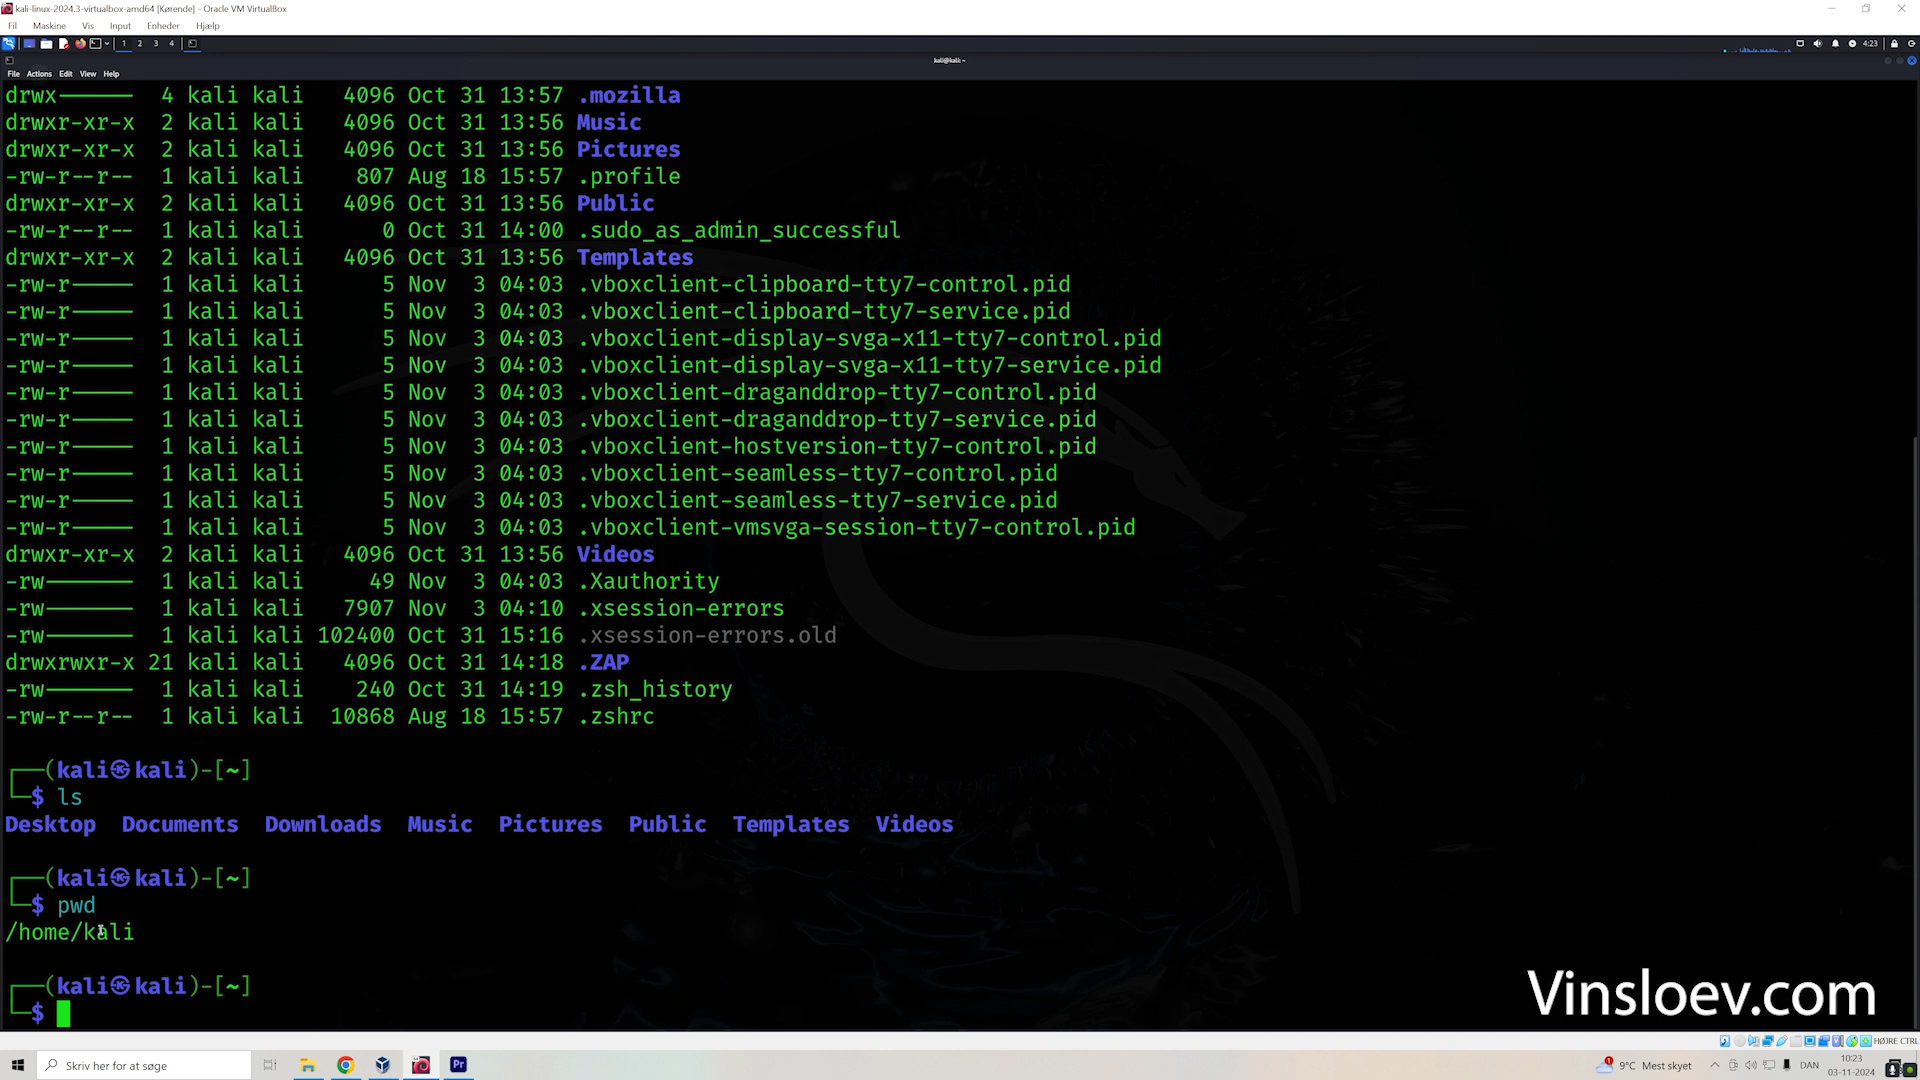 kali-linux-2024.3-virtualbox-amd64 [Kørende] - Oracle VM VirtualBox
Fil Maskine Vis Input Enheder Hjælp
1 2 3 4 4:23
kali@kali: ~
File Actions Edit View Help
drwx------ 4 kali kali 4096 Oct 31 13:57 .mozilla
drwxr-xr-x 2 kali kali 4096 Oct 31 13:56 Music
drwxr-xr-x 2 kali kali 4096 Oct 31 13:56 Pictures
-rw-r--r-- 1 kali kali 807 Aug 18 15:57 .profile
drwxr-xr-x 2 kali kali 4096 Oct 31 13:56 Public
-rw-r--r-- 1 kali kali 0 Oct 31 14:00 .sudo_as_admin_successful
drwxr-xr-x 2 kali kali 4096 Oct 31 13:56 Templates
-rw-r----- 1 kali kali 5 Nov 3 04:03 .vboxclient-clipboard-tty7-control.pid
-rw-r----- 1 kali kali 5 Nov 3 04:03 .vboxclient-clipboard-tty7-service.pid
-rw-r----- 1 kali kali 5 Nov 3 04:03 .vboxclient-display-svga-x11-tty7-control.pid
-rw-r----- 1 kali kali 5 Nov 3 04:03 .vboxclient-display-svga-x11-tty7-service.pid
-rw-r----- 1 kali kali 5 Nov 3 04:03 .vboxclient-draganddrop-tty7-control.pid
-rw-r----- 1 kali kali 5 Nov 3 04:03 .vboxclient-draganddrop-tty7-service.pid
-rw-r----- 1 kali kali 5 Nov 3 04:03 .vboxclient-hostversion-tty7-control.pid
-rw-r----- 1 kali kali 5 Nov 3 04:03 .vboxclient-seamless-tty7-control.pid
-rw-r----- 1 kali kali 5 Nov 3 04:03 .vboxclient-seamless-tty7-service.pid
-rw-r----- 1 kali kali 5 Nov 3 04:03 .vboxclient-vmsvga-session-tty7-control.pid
drwxr-xr-x 2 kali kali 4096 Oct 31 13:56 Videos
-rw------- 1 kali kali 49 Nov 3 04:03 .Xauthority
-rw------- 1 kali kali 7907 Nov 3 04:10 .xsession-errors
-rw------- 1 kali kali 102400 Oct 31 15:16 .xsession-errors.old
drwxrwxr-x 21 kali kali 4096 Oct 31 14:18 .ZAP
-rw------- 1 kali kali 240 Oct 31 14:19 .zsh_history
-rw-r--r-- 1 kali kali 10868 Aug 18 15:57 .zshrc
┌──(kali㉿kali)-[~]
└─$ ls
Desktop Documents Downloads Music Pictures Public Templates Videos
┌──(kali㉿kali)-[~]
└─$ pwd
/home/kali
┌──(kali㉿kali)-[~]
└─$
Vinsloev.com
HØJRE CTRL
Skriv her for at søge
Pr
1
9°C Mest skyet
DAN
10:23
03-11-2024